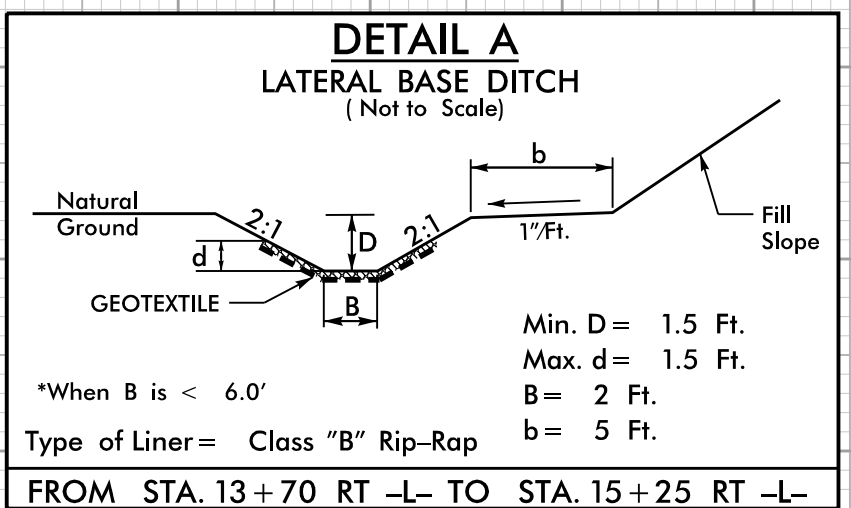 DETAIL A
LATERAL BASE DITCH
( Not to Scale)
b
Natural
Ground
2:1
D
2:1
1"/Ft.
Fill
Slope
d
GEOTEXTILE
B
Min. D = 1.5 Ft.
Max. d = 1.5 Ft.
B = 2 Ft.
b = 5 Ft.
*When B is < 6.0'
Type of Liner = Class "B" Rip-Rap
FROM STA. 13+70 RT -L- TO STA. 15+25 RT -L-